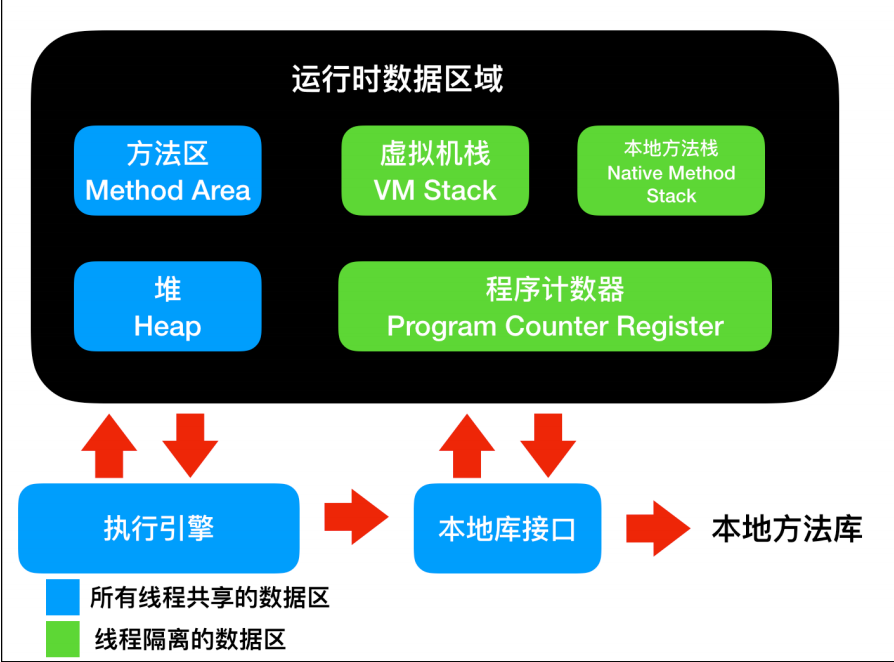 运行时数据区域
方法区
Method Area
虚拟机栈
VM Stack
本地方法栈
Native Method
Stack
堆
Heap
程序计数器
Program Counter Register
执行引擎
本地库接口
本地方法库
所有线程共享的数据区
线程隔离的数据区